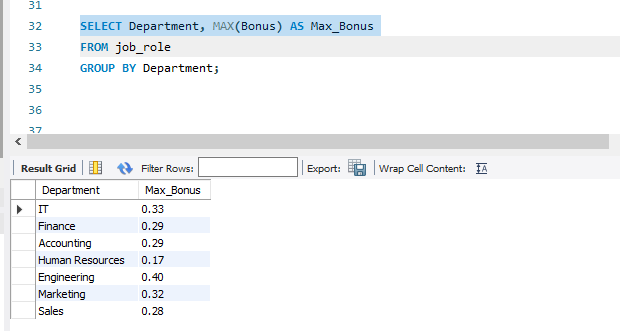 31
32 SELECT Department, MAX(Bonus) AS Max_Bonus
33 FROM job_role
34 GROUP BY Department;
35
36
37
Result Grid Filter Rows: Export: Wrap Cell Content: IA
Department Max_Bonus
IT 0.33
Finance 0.29
Accounting 0.29
Human Resources 0.17
Engineering 0.40
Marketing 0.32
Sales 0.28